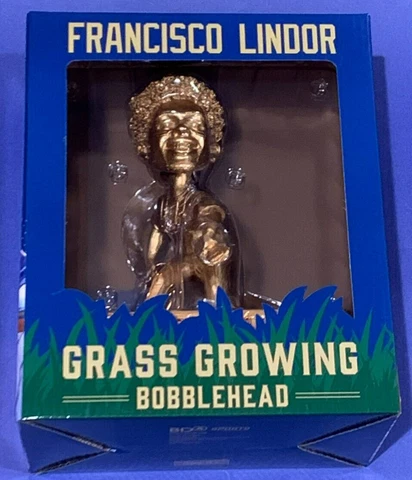 FRANCISCO LINDOR
GRASS GROWING
BOBBLEHEAD